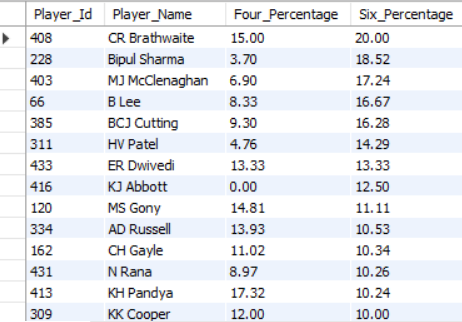 Player_Id Player_Name Four_Percentage Six_Percentage
408 CR Brathwaite 15.00 20.00
228 Bipul Sharma 3.70 18.52
403 MJ McClenaghan 6.90 17.24
66 B Lee 8.33 16.67
385 BCJ Cutting 9.30 16.28
311 HV Patel 4.76 14.29
433 ER Dwivedi 13.33 13.33
416 KJ Abbott 0.00 12.50
120 MS Gony 14.81 11.11
334 AD Russell 13.93 10.53
162 CH Gayle 11.02 10.34
431 N Rana 8.97 10.26
413 KH Pandya 17.32 10.24
309 KK Cooper 12.00 10.00